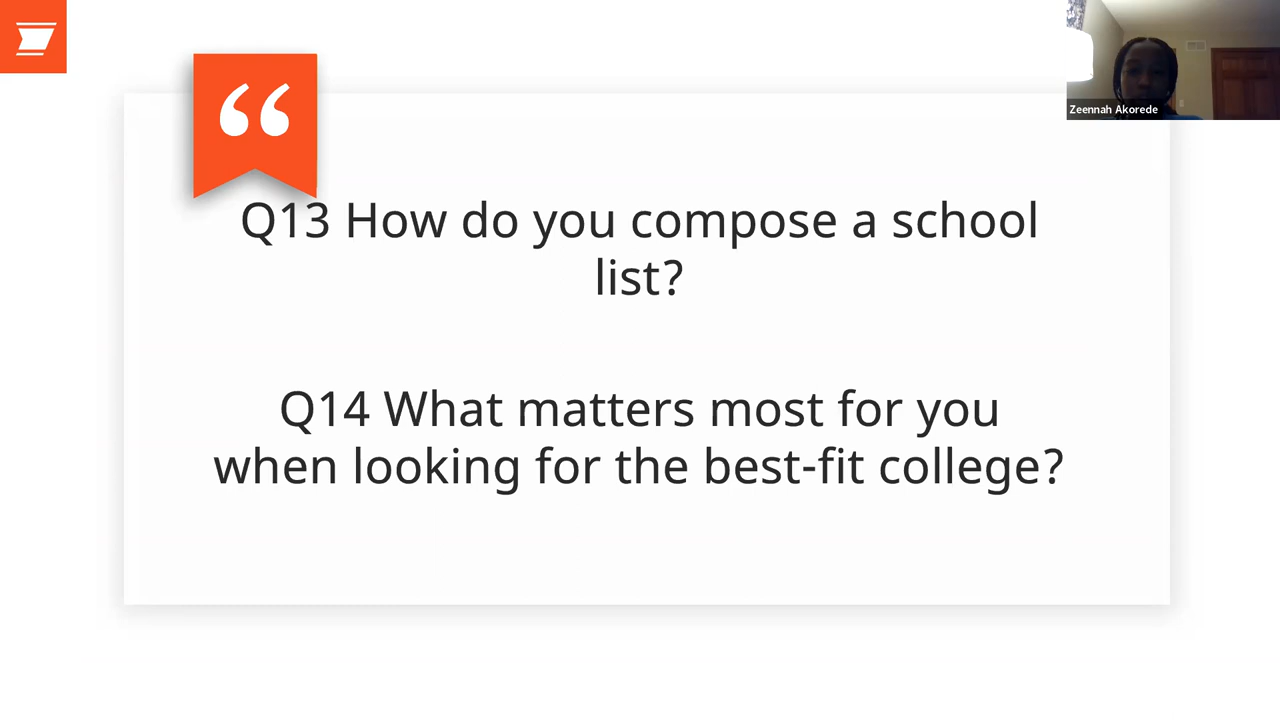 Zeennah Akorede
Q13 How do you compose a school
list?
Q14 What matters most for you
when looking for the best-fit college?